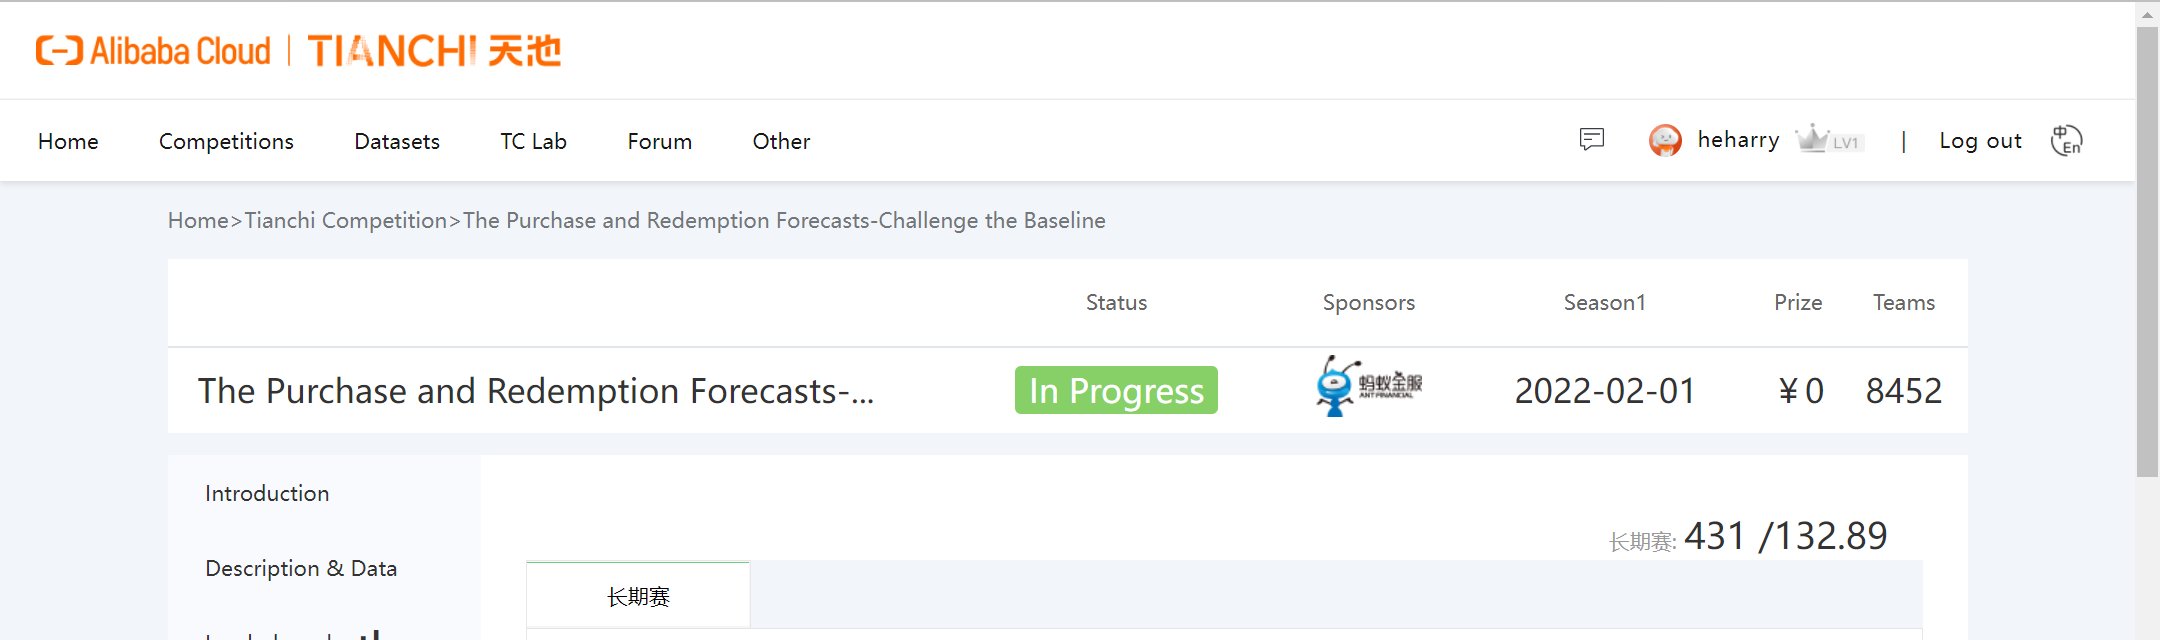 Alibaba Cloud | TIANCHI 天池
Home Competitions Datasets TC Lab Forum Other heharry LV1 | Log out 中 En
Home>Tianchi Competition>The Purchase and Redemption Forecasts-Challenge the Baseline
Status Sponsors Season1 Prize Teams
The Purchase and Redemption Forecasts-... In Progress 蚂蚁金服 ANT FINANCIAL 2022-02-01 ¥0 8452
Introduction
长期赛: 431 /132.89
Description & Data
长期赛